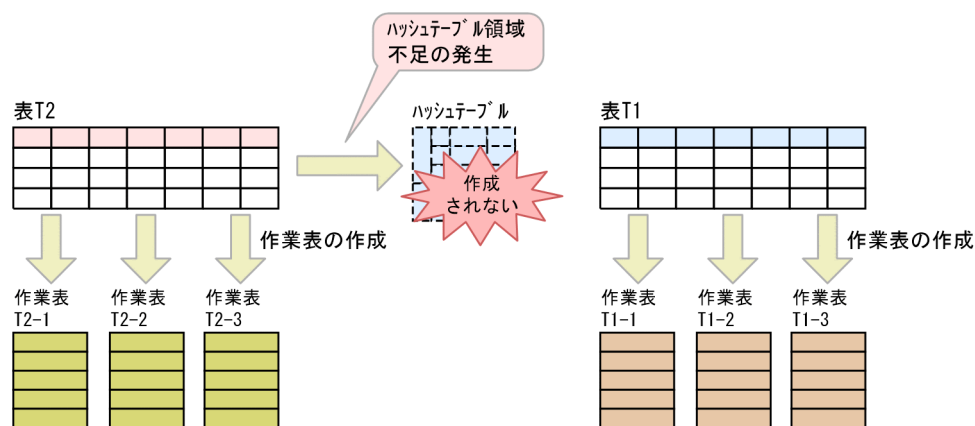 ﾊｯｼｭﾃｰﾌﾞﾙ領域
不足の発生
表T2
ﾊｯｼｭﾃｰﾌﾞﾙ
表T1
作成
されない
作業表の作成
作業表の作成
作業表
T2-1
作業表
T2-2
作業表
T2-3
作業表
T1-1
作業表
T1-2
作業表
T1-3